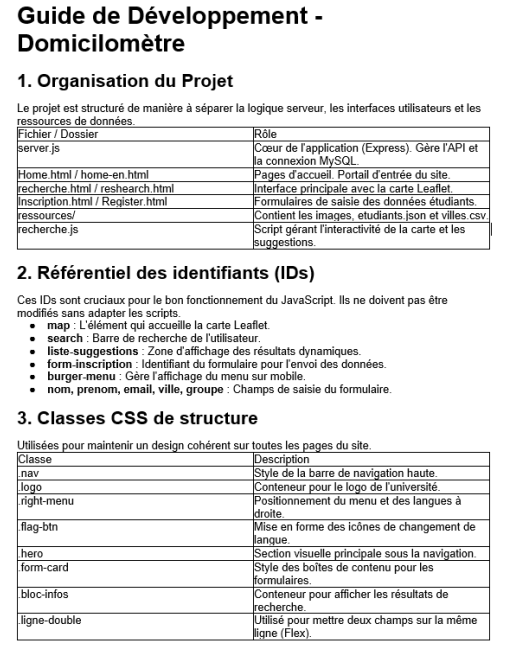 Guide de Développement -
Domicilomètre
1. Organisation du Projet
Le projet est structuré de manière à séparer la logique serveur, les interfaces utilisateurs et les
ressources de données.
Fichier / Dossier Rôle
server.js Cœur de l'application (Express). Gère l'API et
la connexion MySQL.
Home.html / home-en.html Pages d'accueil. Portail d'entrée du site.
recherche.html / reshearch.html Interface principale avec la carte Leaflet.
Inscription.html / Register.html Formulaires de saisie des données étudiants.
ressources/ Contient les images, etudiants.json et villes.csv.
recherche.js Script gérant l'interactivité de la carte et les
suggestions.
2. Référentiel des identifiants (IDs)
Ces IDs sont cruciaux pour le bon fonctionnement du JavaScript. Ils ne doivent pas être
modifiés sans adapter les scripts.
● map : L'élément qui accueille la carte Leaflet.
● search : Barre de recherche de l'utilisateur.
● liste-suggestions : Zone d'affichage des résultats dynamiques.
● form-inscription : Identifiant du formulaire pour l'envoi des données.
● burger-menu : Gère l'affichage du menu sur mobile.
● nom, prenom, email, ville, groupe : Champs de saisie du formulaire.
3. Classes CSS de structure
Utilisées pour maintenir un design cohérent sur toutes les pages du site.
Classe Description
.nav Style de la barre de navigation haute.
.logo Conteneur pour le logo de l'université.
.right-menu Positionnement du menu et des langues à
droite.
.flag-btn Mise en forme des icônes de changement de
langue.
.hero Section visuelle principale sous la navigation.
.form-card Style des boîtes de contenu pour les
formulaires.
.bloc-infos Conteneur pour afficher les résultats de
recherche.
.ligne-double Utilisé pour mettre deux champs sur la même
ligne (Flex).